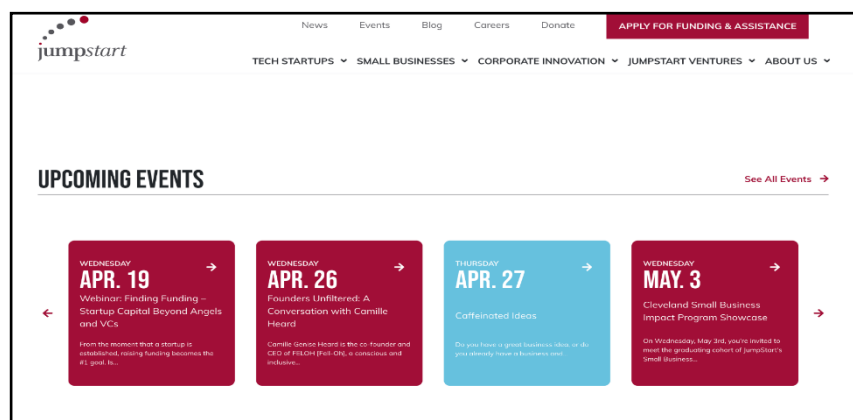 News Events Blog Careers Donate APPLY FOR FUNDING & ASSISTANCE
jumpstart
TECH STARTUPS SMALL BUSINESSES CORPORATE INNOVATION JUMPSTART VENTURES ABOUT US
UPCOMING EVENTS
See All Events
WEDNESDAY
APR. 19
Webinar: Finding Funding –
Startup Capital Beyond Angels
and VCs
From the moment that a startup is
established, raising funding becomes the
#1 goal. Is...
WEDNESDAY
APR. 26
Founders Unfiltered: A
Conversation with Camille
Heard
Camille Genise Heard is the co-founder and
CEO of FELOH [Fell-Oh], a conscious and
inclusive...
THURSDAY
APR. 27
Caffeinated Ideas
Do you have a great business idea, or do
you already have a business and...
WEDNESDAY
MAY. 3
Cleveland Small Business
Impact Program Showcase
On Wednesday, May 3rd, you're invited to
meet the graduating cohort of JumpStart's
Small Business...